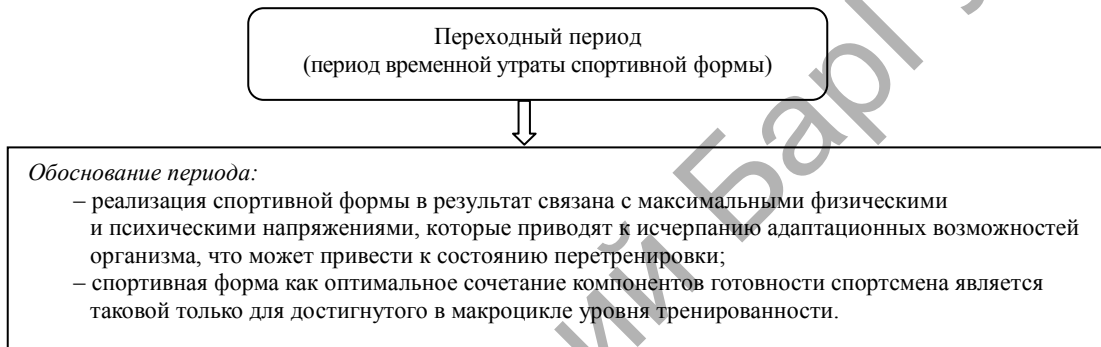 Переходный период
(период временной утраты спортивной формы)
Обоснование периода:
– реализация спортивной формы в результат связана с максимальными физическими
и психическими напряжениями, которые приводят к исчерпанию адаптационных возможностей
организма, что может привести к состоянию перетренировки;
– спортивная форма как оптимальное сочетание компонентов готовности спортсмена является
таковой только для достигнутого в макроцикле уровня тренированности.